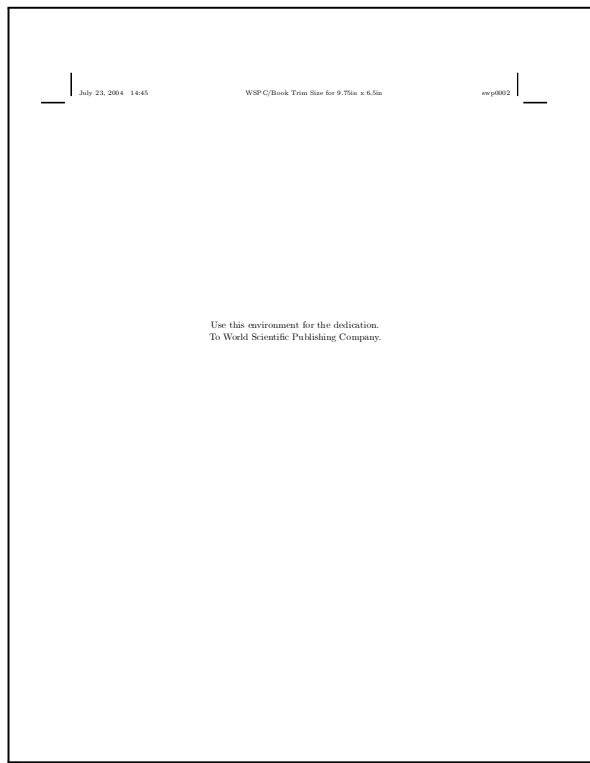 July 23, 2004 14:45 WSPC/Book Trim Size for 9.75in x 6.5in swp0002
Use this environment for the dedication.
To World Scientific Publishing Company.